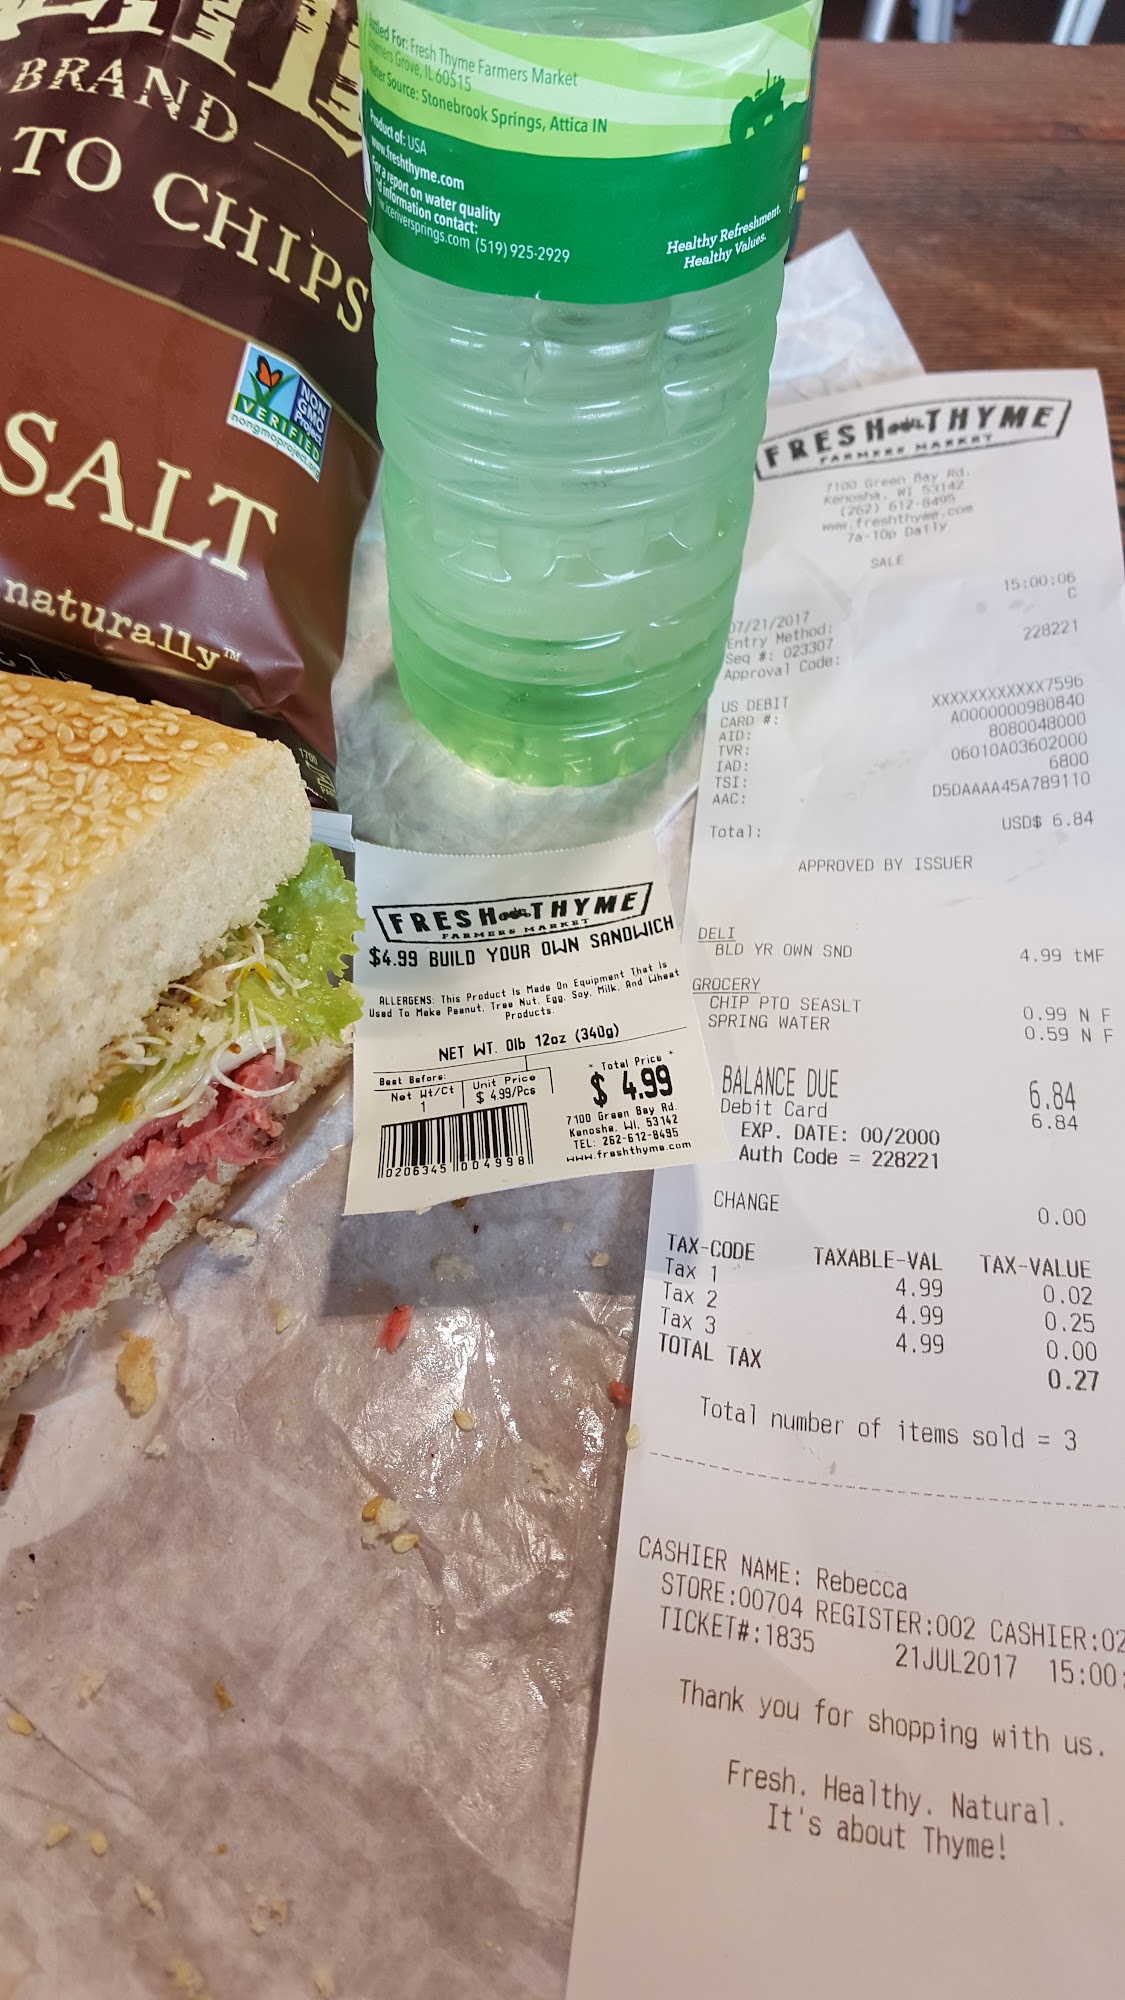 BRAND
TO CHIPS
SALT
naturally™
NON
GMO
Project
VERIFIED
nongmoproject.org
For: Fresh Thyme Farmers Market
Grove, IL 60515
Water Source: Stonebrook Springs, Attica IN
Product of: USA
www.freshthyme.com
For a report on water quality
information contact:
(519) 925-2929
Healthy Refreshment.
Healthy Values.
FRESH THYME
FARMERS MARKET
$4.99 BUILD YOUR OWN SANDWICH
ALLERGENS: This Product Is Made On Equipment That Is
Used To Make Peanut, Tree Nut, Egg, Soy, Milk, And Wheat
Products.
NET WT. 0lb 12oz (340g)
Best Before:
Net Wt/Ct
1
Unit Price
$ 4.99/Pcs
* Total Price *
$ 4.99
7100 Green Bay Rd.
Kenosha, WI, 53142
TEL: 262-612-8495
www.freshthyme.com
0206345 004998
FRESH THYME
FARMERS MARKET
7100 Green Bay Rd.
Kenosha, WI 53142
(262) 612-8495
www.freshthyme.com
7a-10p Daily
SALE
15:00:06
07/21/2017 C
Entry Method:
Seq #: 023307 228221
Approval Code:
US DEBIT
CARD #: XXXXXXXXXXXX7596
AID: A0000000980840
TVR: 8080048000
IAD: 06010A03602000
TSI: 6800
AAC: D5DAAAA45A789110
Total: USD$ 6.84
APPROVED BY ISSUER
DELI
BLD YR OWN SND 4.99 tMF
GROCERY
CHIP PTO SEASLT 0.99 N F
SPRING WATER 0.59 N F
BALANCE DUE 6.84
Debit Card 6.84
EXP. DATE: 00/2000
Auth Code = 228221
CHANGE 0.00
TAX-CODE TAXABLE-VAL TAX-VALUE
Tax 1 4.99 0.02
Tax 2 4.99 0.25
Tax 3 4.99 0.00
TOTAL TAX 0.27
Total number of items sold = 3
CASHIER NAME: Rebecca
STORE:00704 REGISTER:002 CASHIER:02
TICKET#:1835
21JUL2017 15:00:
Thank you for shopping with us.
Fresh. Healthy. Natural.
It's about Thyme!